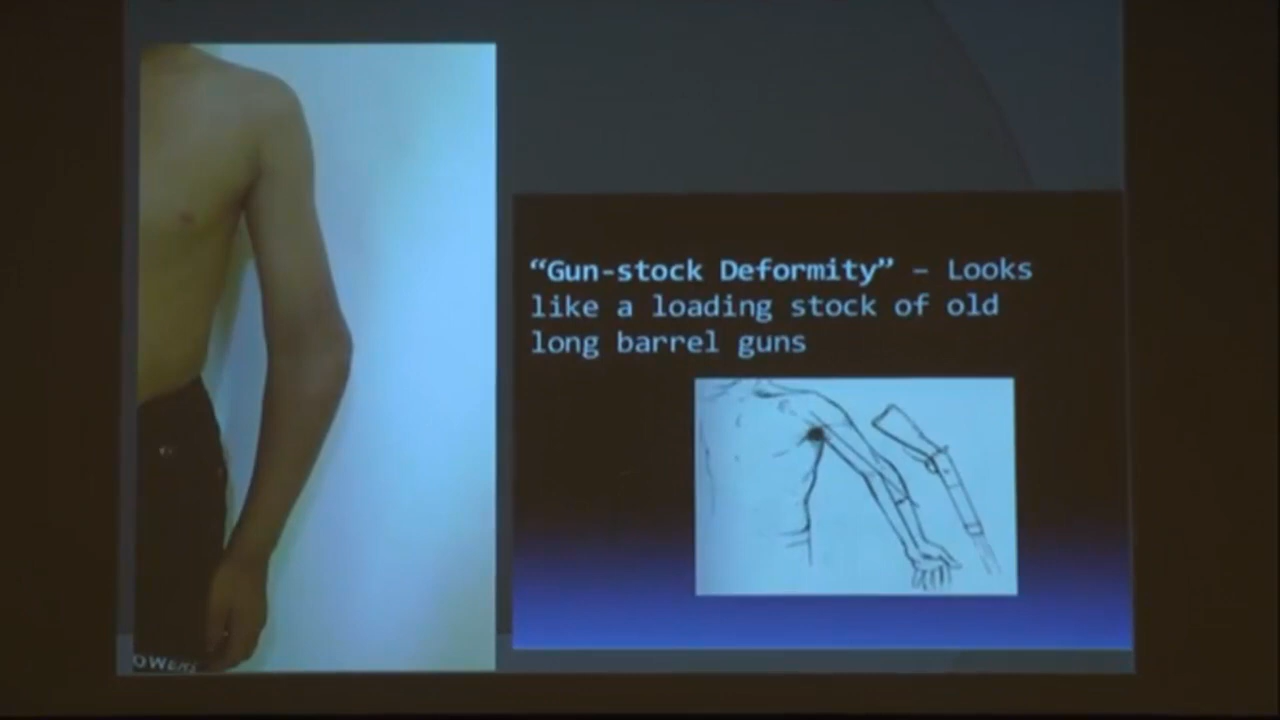 “Gun-stock Deformity” – Looks
like a loading stock of old
long barrel guns